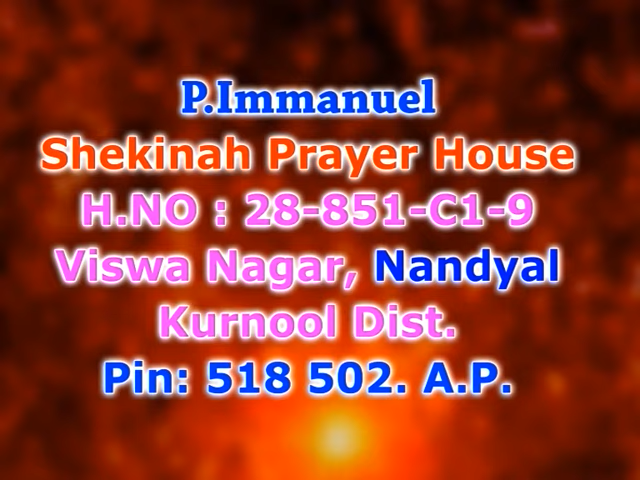 P.Immanuel
Shekinah Prayer House
H.NO : 28-851-C1-9
Viswa Nagar, Nandyal
Kurnool Dist.
Pin: 518 502. A.P.